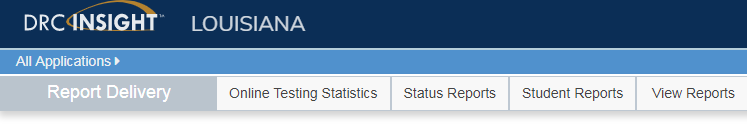 DRC INSIGHT™ LOUISIANA
All Applications
Report Delivery Online Testing Statistics Status Reports Student Reports View Reports